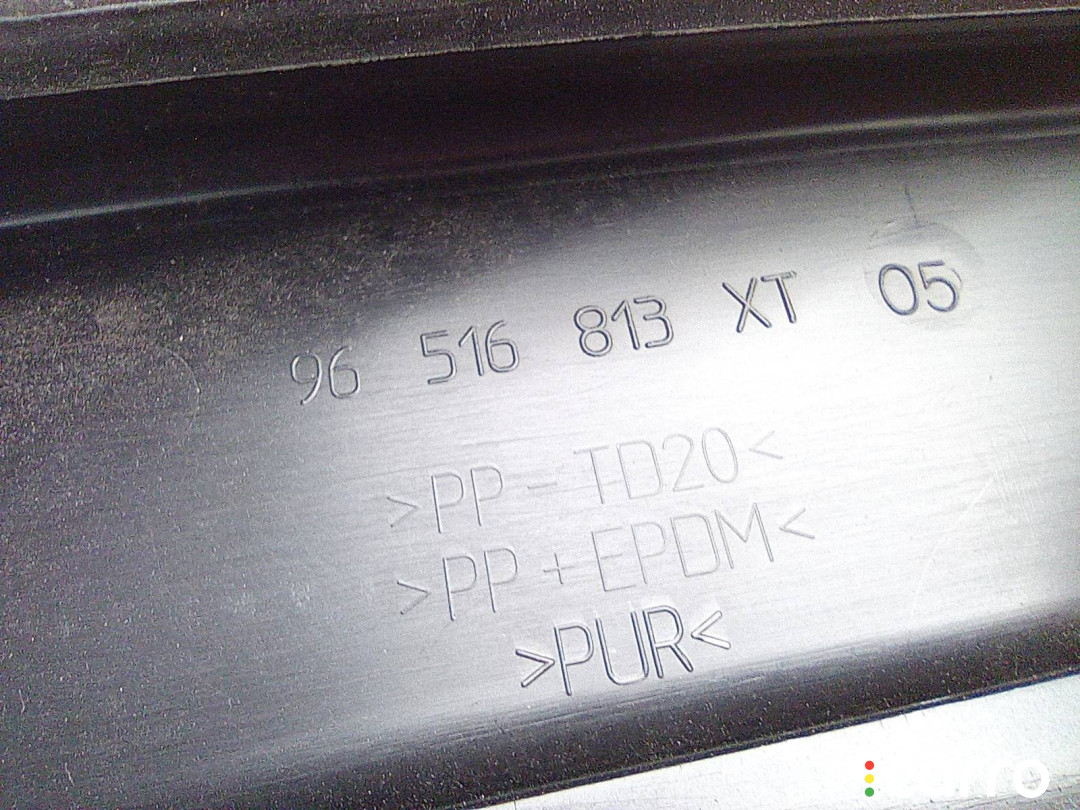 96 516 813 XT 05
>PP-TD20<
>PP+EPDM<
>PUR<